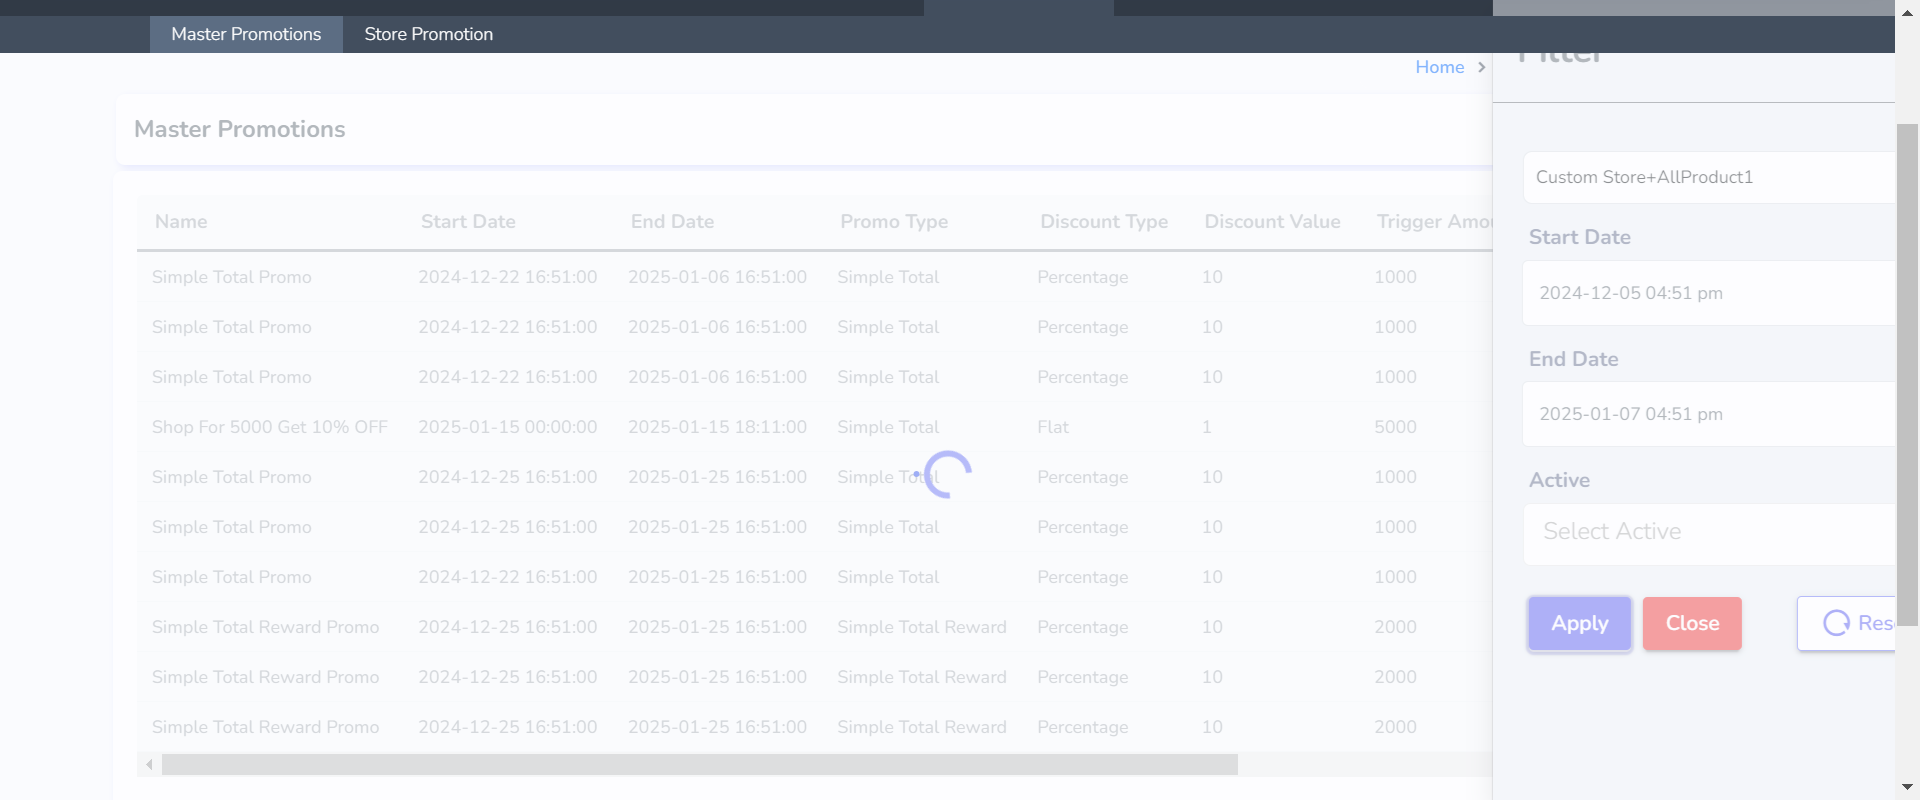 Master Promotions Store Promotion
Filter
Home >
Master Promotions
Custom Store+AllProduct1
Name Start Date End Date Promo Type Discount Type Discount Value Trigger Amou
Start Date
Simple Total Promo 2024-12-22 16:51:00 2025-01-06 16:51:00 Simple Total Percentage 10 1000
2024-12-05 04:51 pm
Simple Total Promo 2024-12-22 16:51:00 2025-01-06 16:51:00 Simple Total Percentage 10 1000
End Date
Simple Total Promo 2024-12-22 16:51:00 2025-01-06 16:51:00 Simple Total Percentage 10 1000
2025-01-07 04:51 pm
Shop For 5000 Get 10% OFF 2025-01-15 00:00:00 2025-01-15 18:11:00 Simple Total Flat 1 5000
Active
Simple Total Promo 2024-12-25 16:51:00 2025-01-25 16:51:00 Simple Total Percentage 10 1000
Select Active
Simple Total Promo 2024-12-25 16:51:00 2025-01-25 16:51:00 Simple Total Percentage 10 1000
Simple Total Promo 2024-12-22 16:51:00 2025-01-25 16:51:00 Simple Total Percentage 10 1000
Apply Close Res
Simple Total Reward Promo 2024-12-25 16:51:00 2025-01-25 16:51:00 Simple Total Reward Percentage 10 2000
Simple Total Reward Promo 2024-12-25 16:51:00 2025-01-25 16:51:00 Simple Total Reward Percentage 10 2000
Simple Total Reward Promo 2024-12-25 16:51:00 2025-01-25 16:51:00 Simple Total Reward Percentage 10 2000